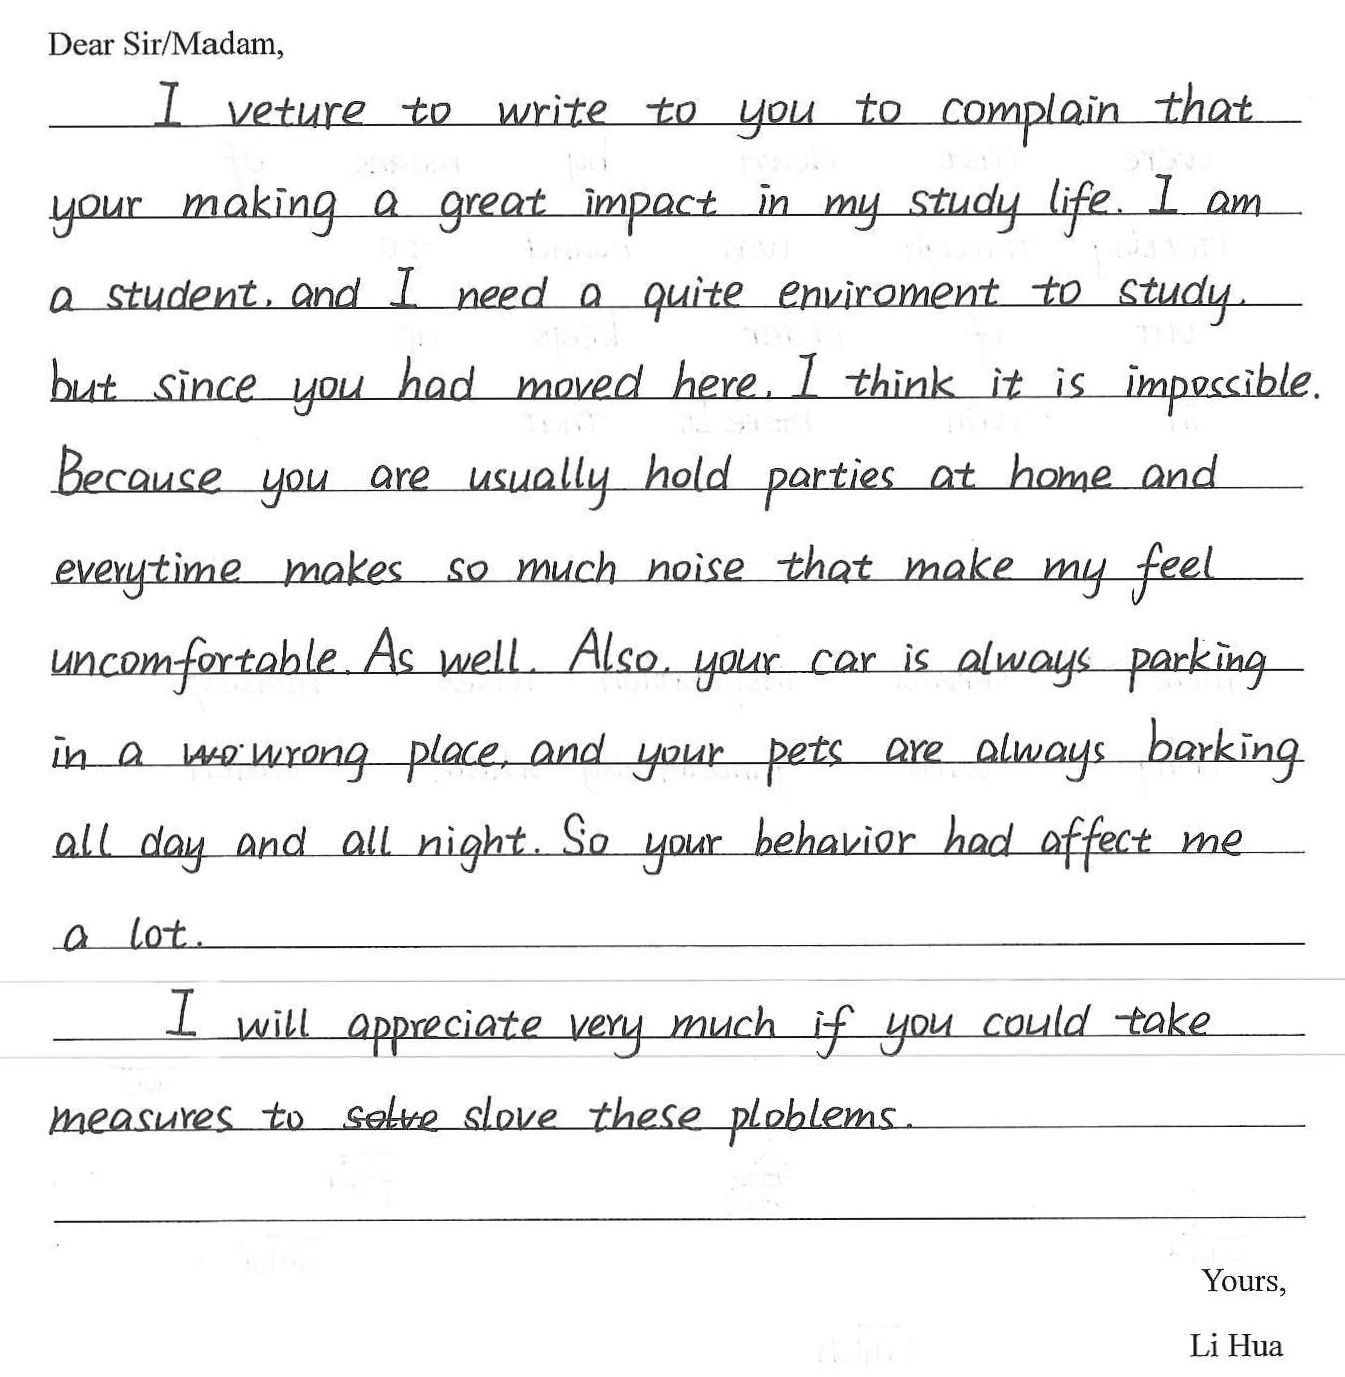 Dear Sir/Madam,
I veture to write to you to complain that
your making a great impact in my study life. I am
a student, and I need a quite enviroment to study,
but since you had moved here, I think it is impossible.
Because you are usually hold parties at home and
everytime makes so much noise that make my feel
uncomfortable. As well. Also, your car is always parking
in a wo wrong place, and your pets are always barking
all day and all night. So your behavior had affect me
a lot.
I will appreciate very much if you could take
measures to solve slove these ploblems.
Yours,
Li Hua